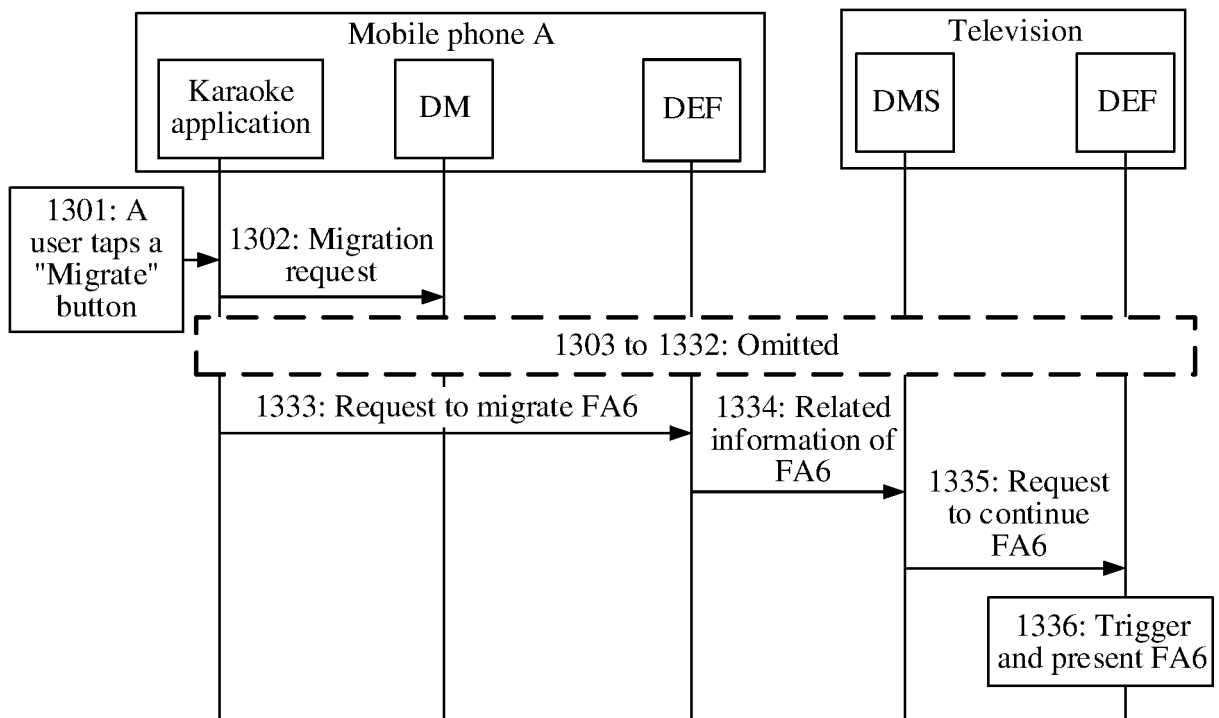 Mobile phone A
Television
Karaoke
application
DM
DEF
DMS
DEF
1301: A
user taps a
"Migrate"
button
1302: Migration
request
1303 to 1332: Omitted
1333: Request to migrate FA6
1334: Related
information of
FA6
1335: Request
to continue
FA6
1336: Trigger
and present FA6